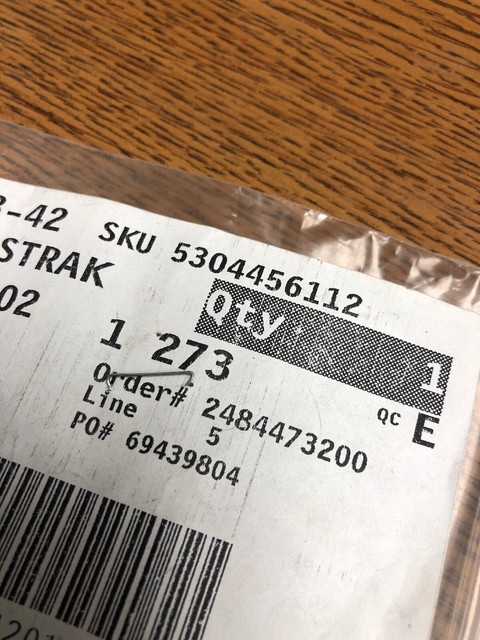 -42 SKU 5304456112
STRAK
02 Qty 1
1 273 QC E
Order# 2484473200
Line 5
PO# 69439804